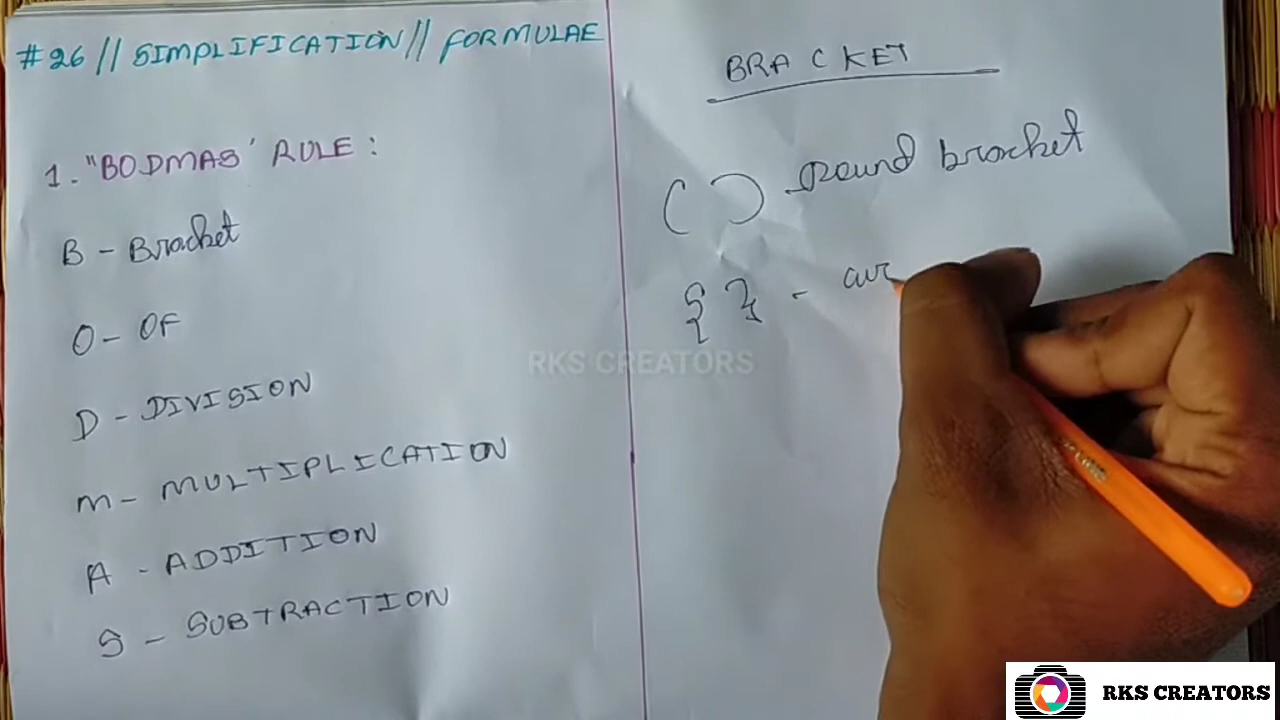 #26 // SIMPLIFICATION // FORMULAE
1. "BODMAS' RULE :
B - Bracket
O - OF
D - DIVISION
M - MULTIPLICATION
A - ADDITION
S - SUBTRACTION
BRACKET
( ) round bracket
{ } - cur
RKS CREATORS
RKS CREATORS